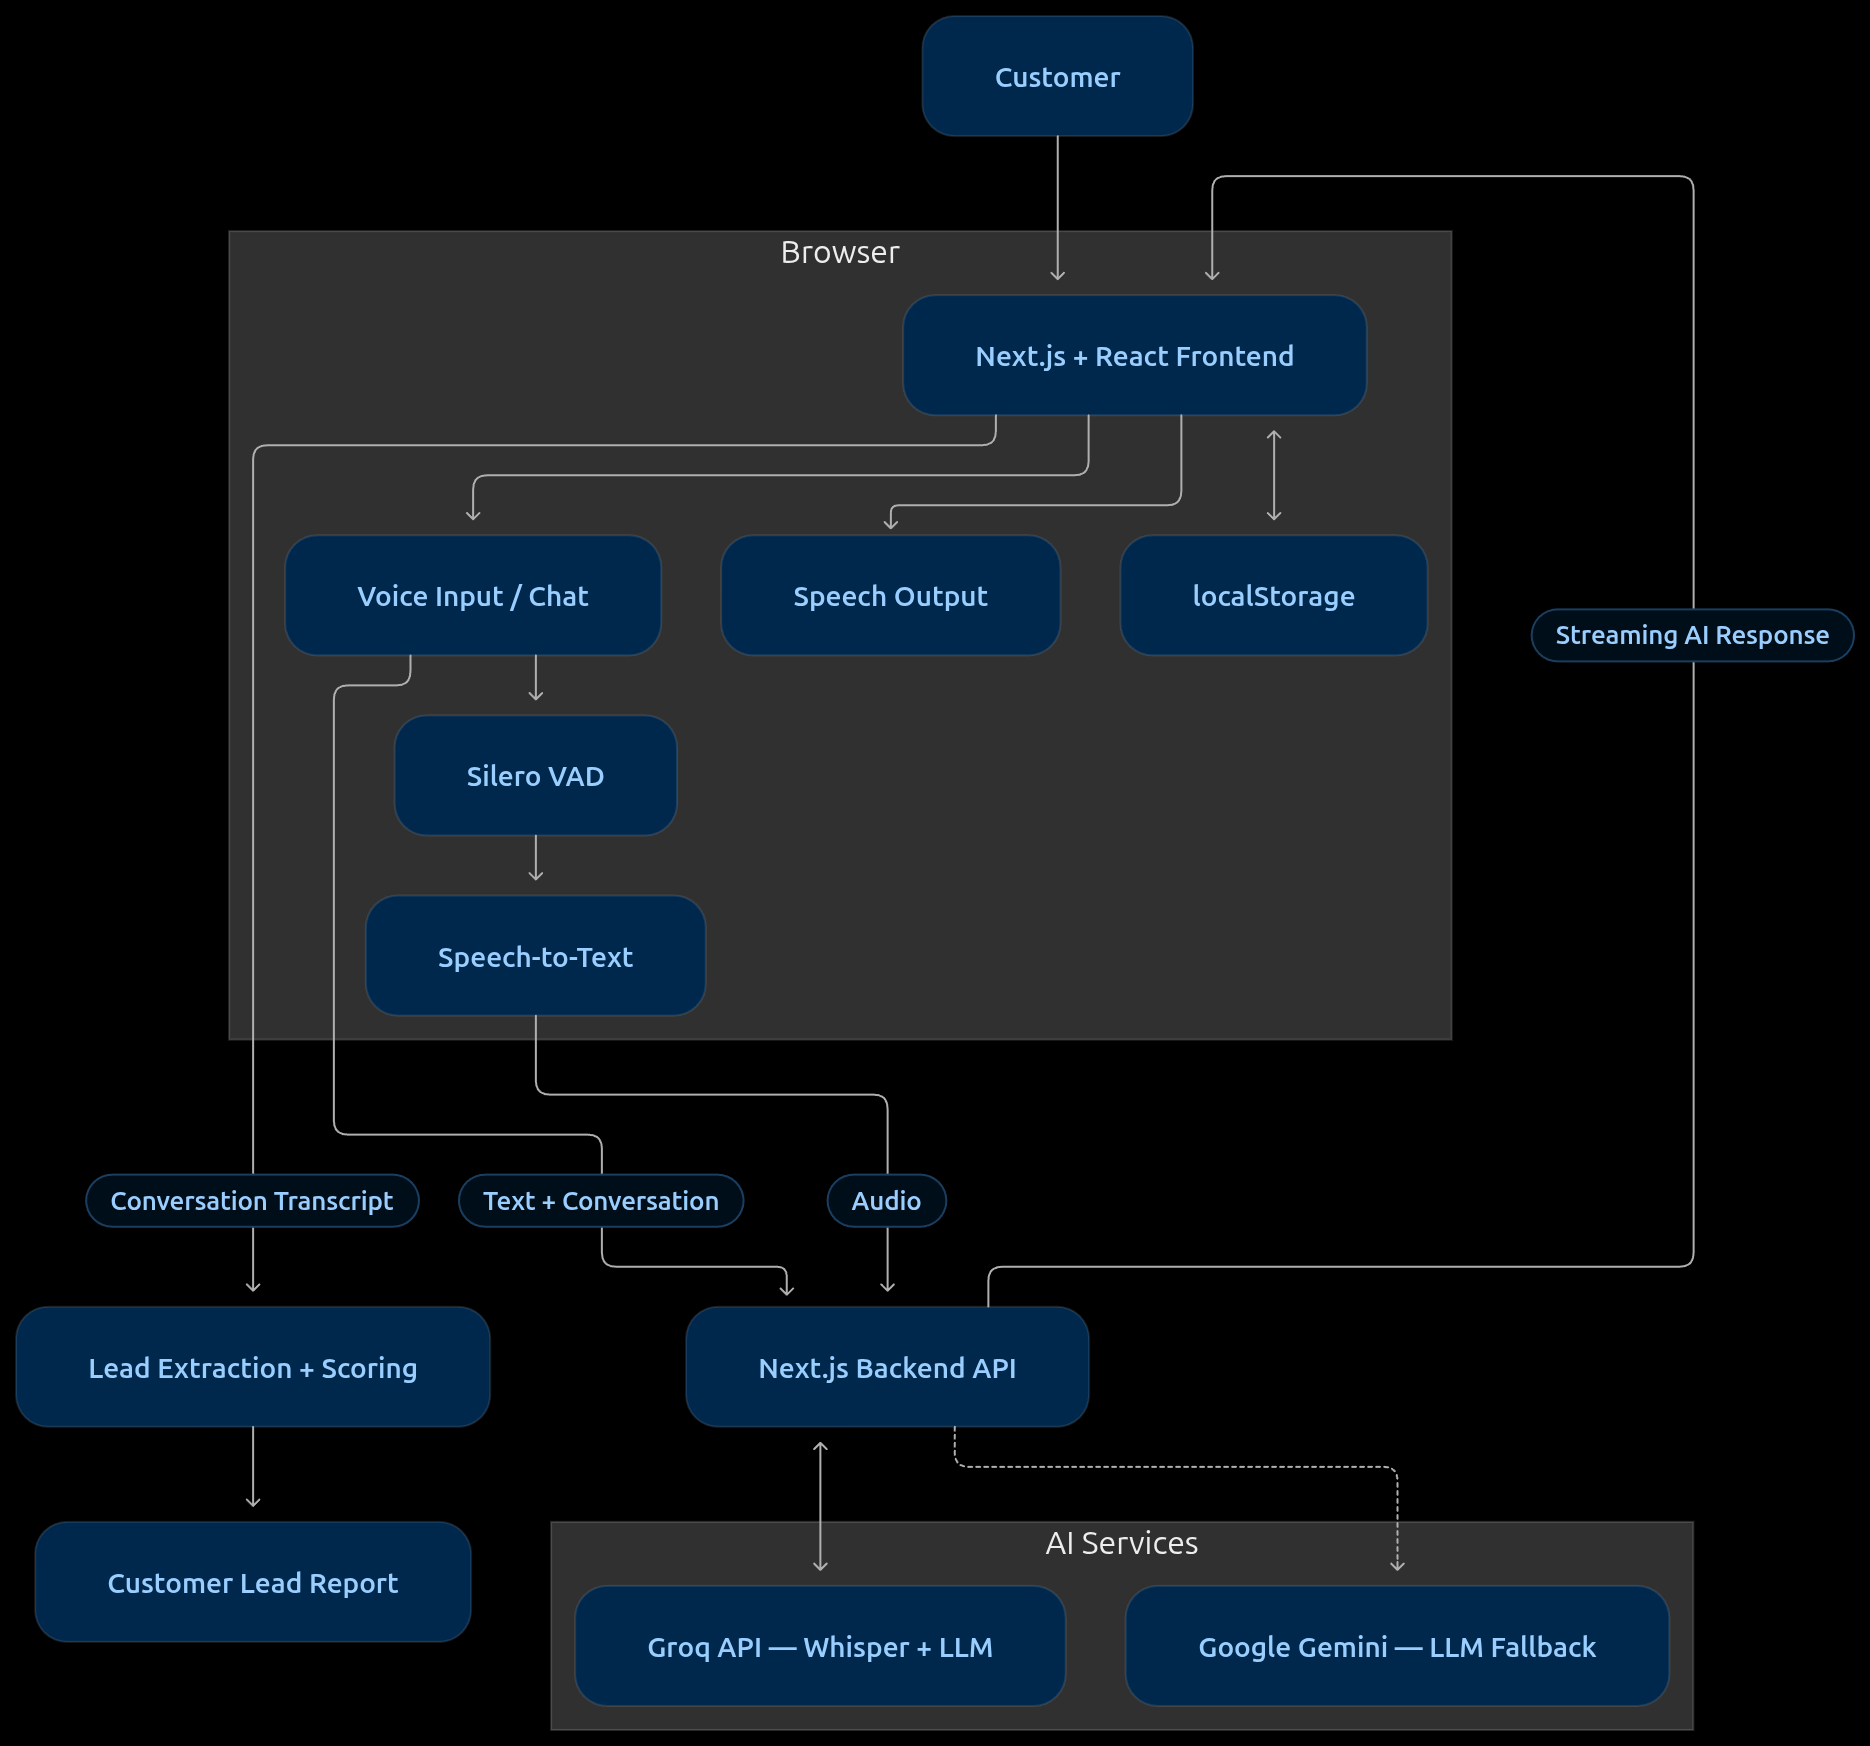 Customer
Browser
Next.js + React Frontend
Voice Input / Chat
Speech Output
localStorage
Streaming AI Response
Silero VAD
Speech-to-Text
Conversation Transcript
Text + Conversation
Audio
Lead Extraction + Scoring
Next.js Backend API
AI Services
Customer Lead Report
Groq API — Whisper + LLM
Google Gemini — LLM Fallback